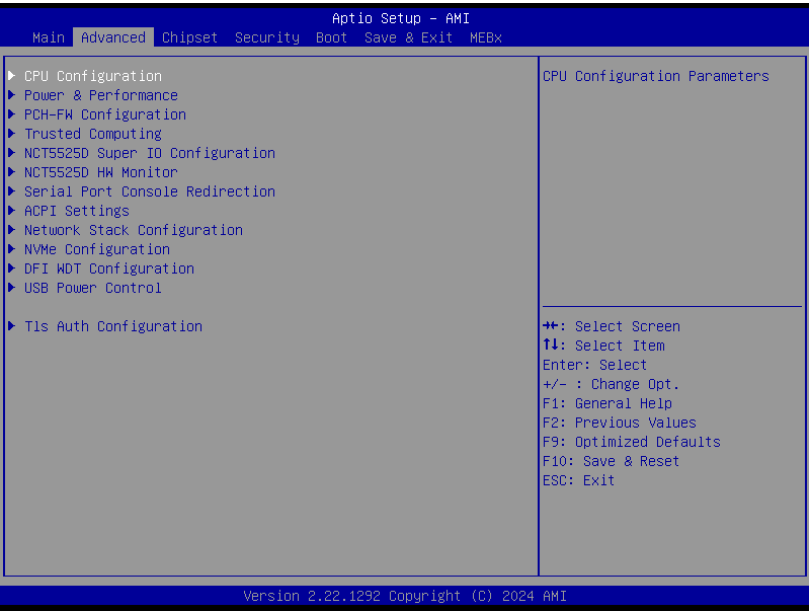 Aptio Setup – AMI
Main Advanced Chipset Security Boot Save & Exit MEBx
CPU Configuration
Power & Performance
PCH-FW Configuration
Trusted Computing
NCT5525D Super IO Configuration
NCT5525D HW Monitor
Serial Port Console Redirection
ACPI Settings
Network Stack Configuration
NVMe Configuration
DFI WDT Configuration
USB Power Control
Tls Auth Configuration
CPU Configuration Parameters
→←: Select Screen
↑↓: Select Item
Enter: Select
+/- : Change Opt.
F1: General Help
F2: Previous Values
F9: Optimized Defaults
F10: Save & Reset
ESC: Exit
Version 2.22.1292 Copyright (C) 2024 AMI